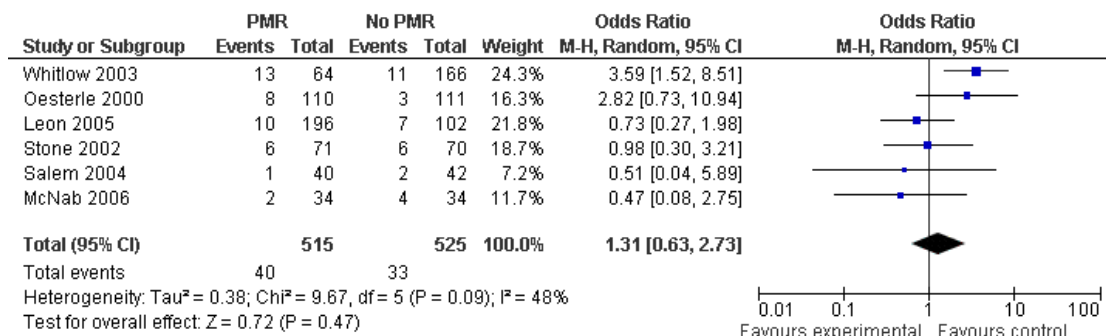 PMR No PMR Odds Ratio Odds Ratio
Study or Subgroup Events Total Events Total Weight M-H, Random, 95% CI M-H, Random, 95% CI
Whitlow 2003 13 64 11 166 24.3% 3.59 [1.52, 8.51]
Oesterle 2000 8 110 3 111 16.3% 2.82 [0.73, 10.94]
Leon 2005 10 196 7 102 21.8% 0.73 [0.27, 1.98]
Stone 2002 6 71 6 70 18.7% 0.98 [0.30, 3.21]
Salem 2004 1 40 2 42 7.2% 0.51 [0.04, 5.89]
McNab 2006 2 34 4 34 11.7% 0.47 [0.08, 2.75]
Total (95% CI) 515 525 100.0% 1.31 [0.63, 2.73]
Total events 40 33
Heterogeneity: Tau² = 0.38; Chi² = 9.67, df = 5 (P = 0.09); I² = 48%
Test for overall effect: Z = 0.72 (P = 0.47)
0.01 0.1 1 10 100
Favours experimental Favours control